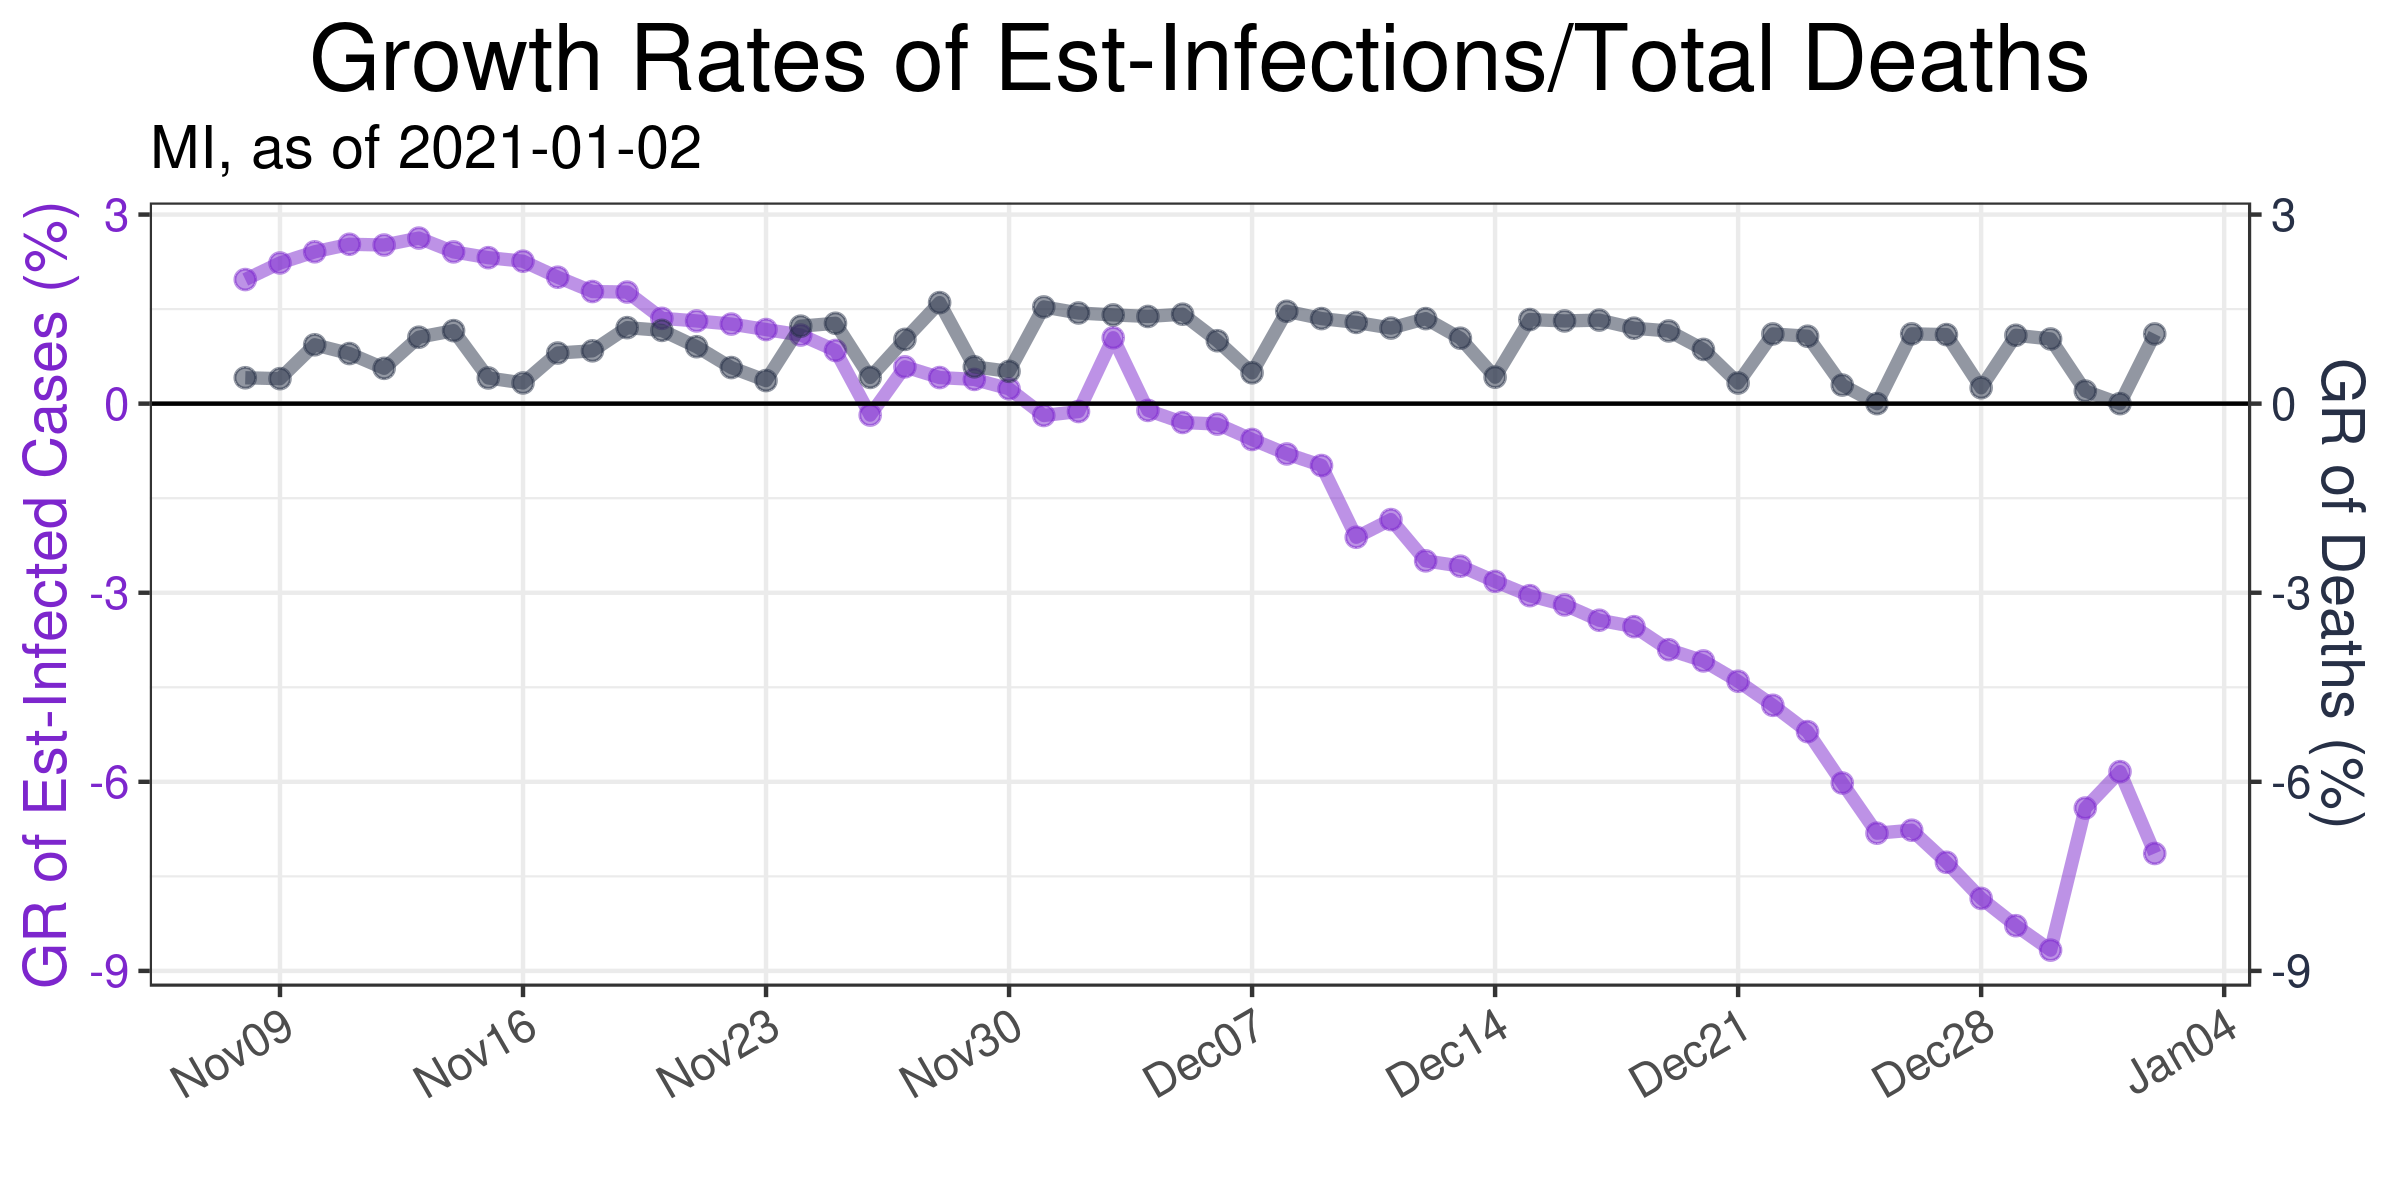 Growth Rates of Est-Infections/Total Deaths
MI, as of 2021-01-02
GR of Est-Infected Cases (%)
3
0
-3
-6
-9
3
0
-3
-6
-9
GR of Deaths (%)
Nov09
Nov16
Nov23
Nov30
Dec07
Dec14
Dec21
Dec28
Jan04